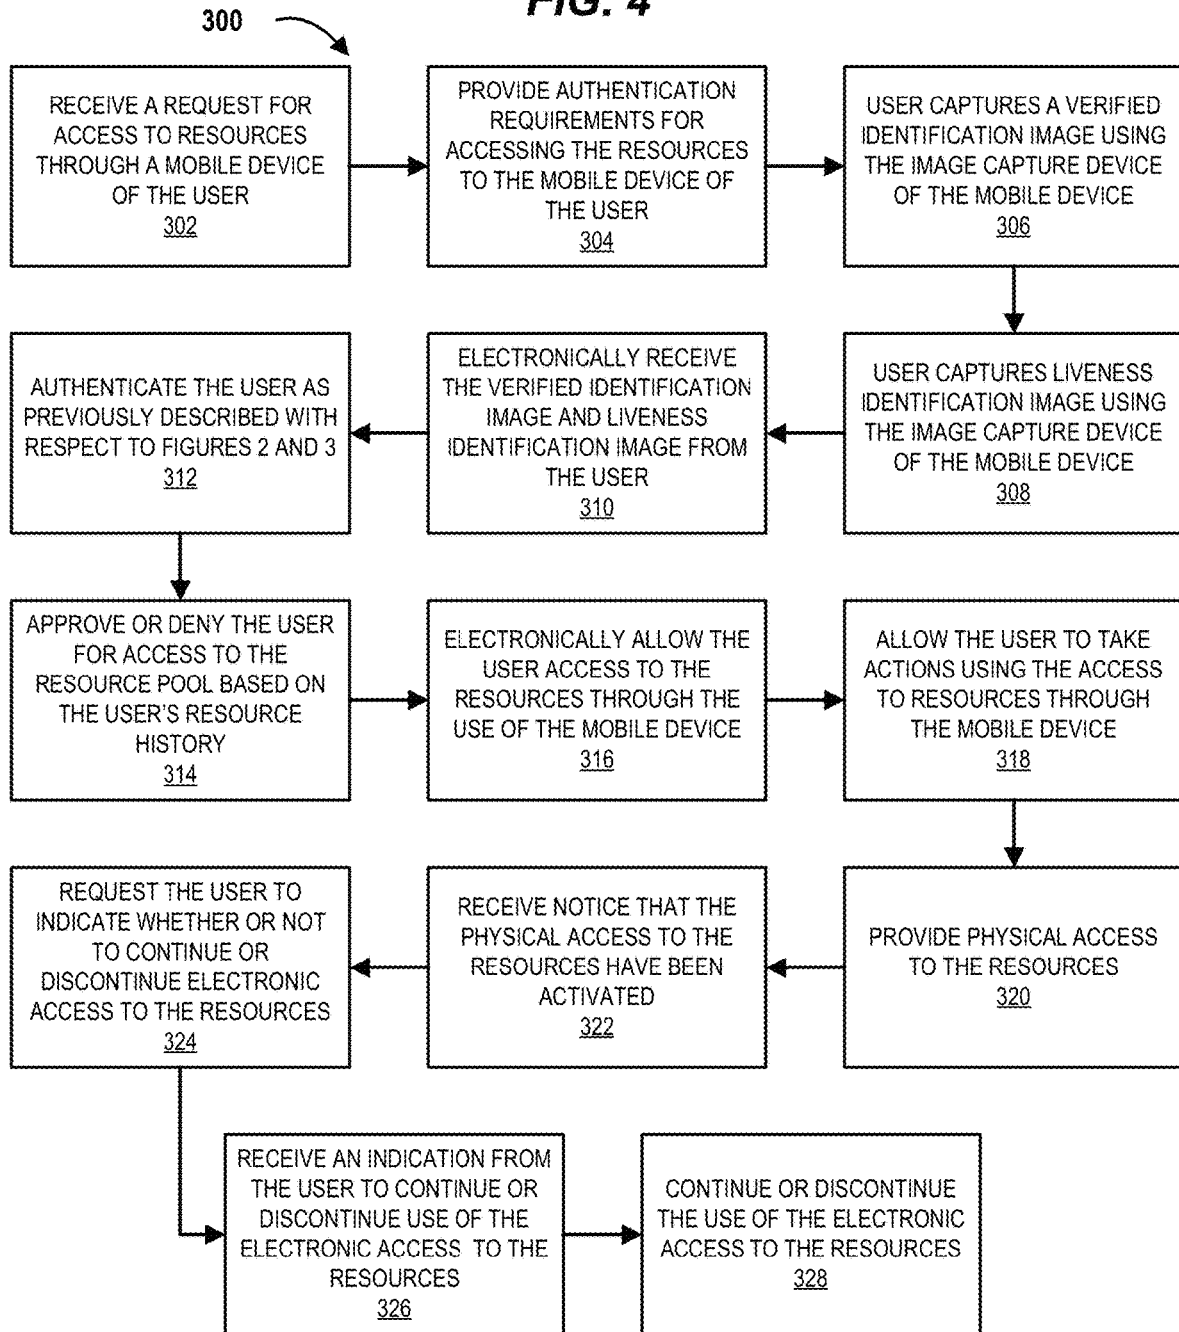 FIG. 4
300
RECEIVE A REQUEST FOR
ACCESS TO RESOURCES
THROUGH A MOBILE DEVICE
OF THE USER
302
PROVIDE AUTHENTICATION
REQUIREMENTS FOR
ACCESSING THE RESOURCES
TO THE MOBILE DEVICE OF
THE USER
304
USER CAPTURES A VERIFIED
IDENTIFICATION IMAGE USING
THE IMAGE CAPTURE DEVICE
OF THE MOBILE DEVICE
306
USER CAPTURES LIVENESS
IDENTIFICATION IMAGE USING
THE IMAGE CAPTURE DEVICE
OF THE MOBILE DEVICE
308
ELECTRONICALLY RECEIVE
THE VERIFIED IDENTIFICATION
IMAGE AND LIVENESS
IDENTIFICATION IMAGE FROM
THE USER
310
AUTHENTICATE THE USER AS
PREVIOUSLY DESCRIBED WITH
RESPECT TO FIGURES 2 AND 3
312
APPROVE OR DENY THE USER
FOR ACCESS TO THE
RESOURCE POOL BASED ON
THE USER'S RESOURCE
HISTORY
314
ELECTRONICALLY ALLOW THE
USER ACCESS TO THE
RESOURCES THROUGH THE
USE OF THE MOBILE DEVICE
316
ALLOW THE USER TO TAKE
ACTIONS USING THE ACCESS
TO RESOURCES THROUGH
THE MOBILE DEVICE
318
PROVIDE PHYSICAL ACCESS
TO THE RESOURCES
320
RECEIVE NOTICE THAT THE
PHYSICAL ACCESS TO THE
RESOURCES HAVE BEEN
ACTIVATED
322
REQUEST THE USER TO
INDICATE WHETHER OR NOT
TO CONTINUE OR
DISCONTINUE ELECTRONIC
ACCESS TO THE RESOURCES
324
RECEIVE AN INDICATION FROM
THE USER TO CONTINUE OR
DISCONTINUE USE OF THE
ELECTRONIC ACCESS TO THE
RESOURCES
326
CONTINUE OR DISCONTINUE
THE USE OF THE ELECTRONIC
ACCESS TO THE RESOURCES
328